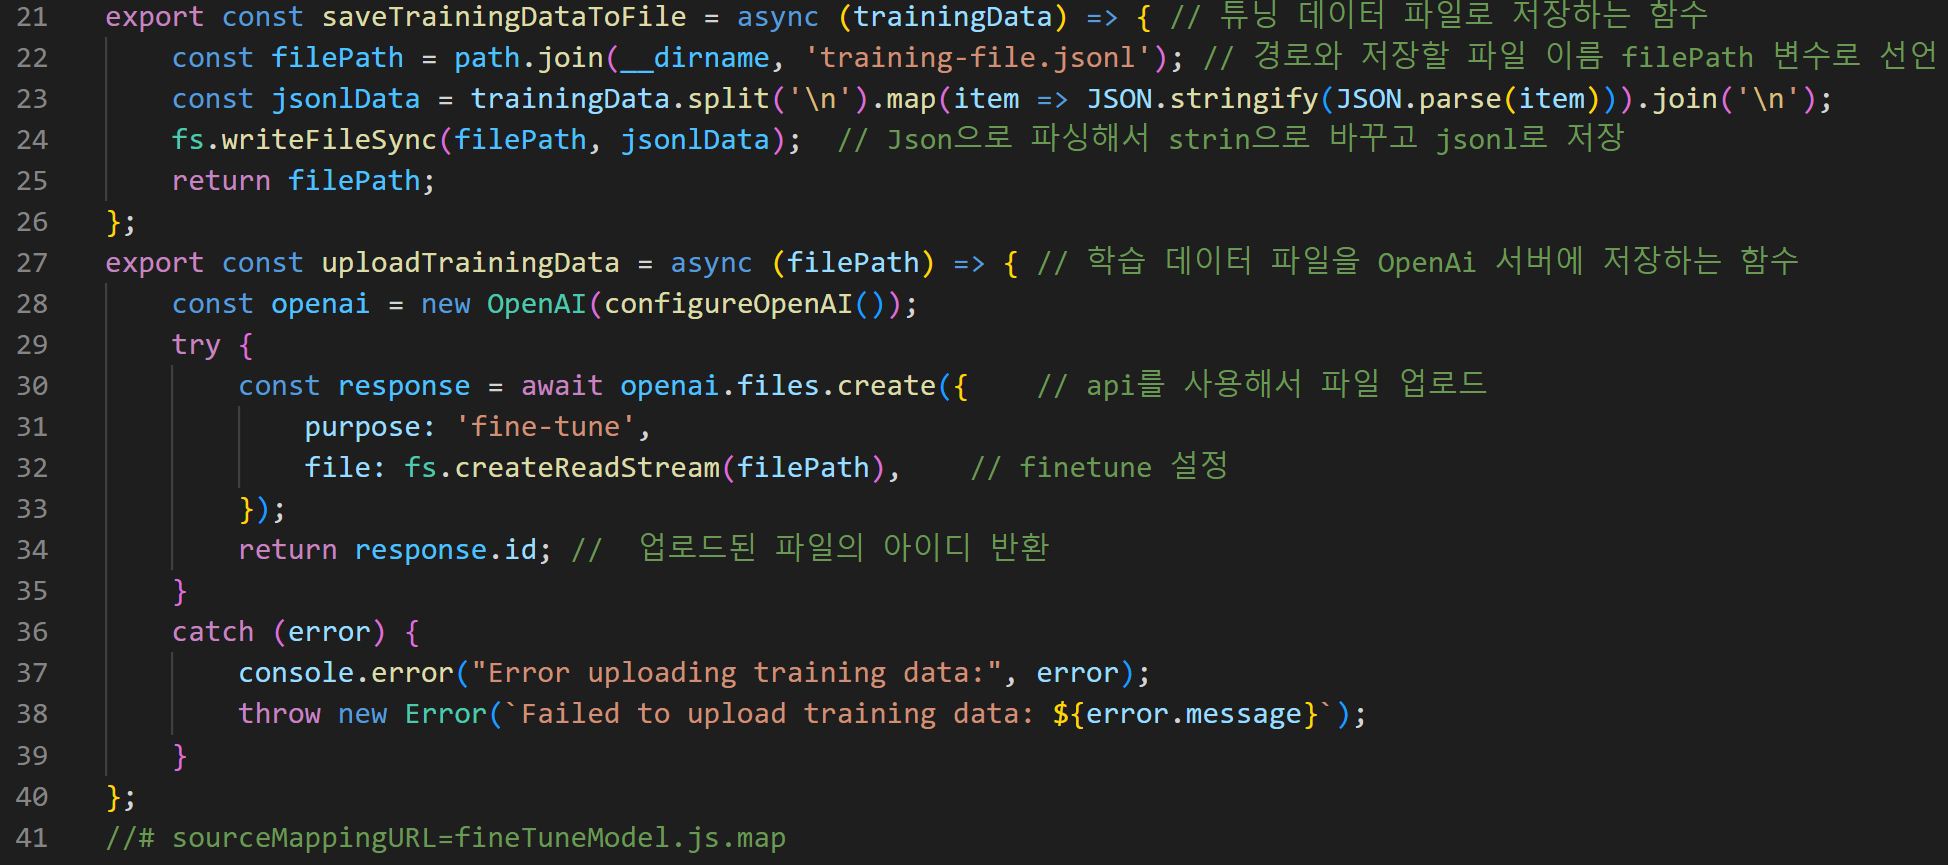 21 export const saveTrainingDataToFile = async (trainingData) => { // 튜닝 데이터 파일로 저장하는 함수
22 const filePath = path.join(__dirname, 'training-file.jsonl'); // 경로와 저장할 파일 이름 filePath 변수로 선언
23 const jsonlData = trainingData.split('\n').map(item => JSON.stringify(JSON.parse(item))).join('\n');
24 fs.writeFileSync(filePath, jsonlData); // Json으로 파싱해서 strin으로 바꾸고 jsonl로 저장
25 return filePath;
26 };
27 export const uploadTrainingData = async (filePath) => { // 학습 데이터 파일을 OpenAi 서버에 저장하는 함수
28 const openai = new OpenAI(configureOpenAI());
29 try {
30 const response = await openai.files.create({ // api를 사용해서 파일 업로드
31 purpose: 'fine-tune',
32 file: fs.createReadStream(filePath), // finetune 설정
33 });
34 return response.id; // 업로드된 파일의 아이디 반환
35 }
36 catch (error) {
37 console.error("Error uploading training data:", error);
38 throw new Error(`Failed to upload training data: ${error.message}`);
39 }
40 };
41 //# sourceMappingURL=fineTuneModel.js.map